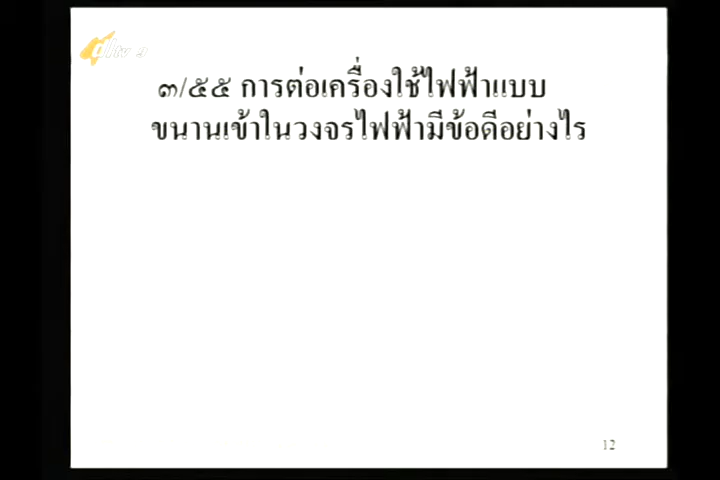 ๓/๕๕ การต่อเครื่องใช้ไฟฟ้าแบบ
ขนานเข้าในวงจรไฟฟ้ามีข้อดีอย่างไร
12